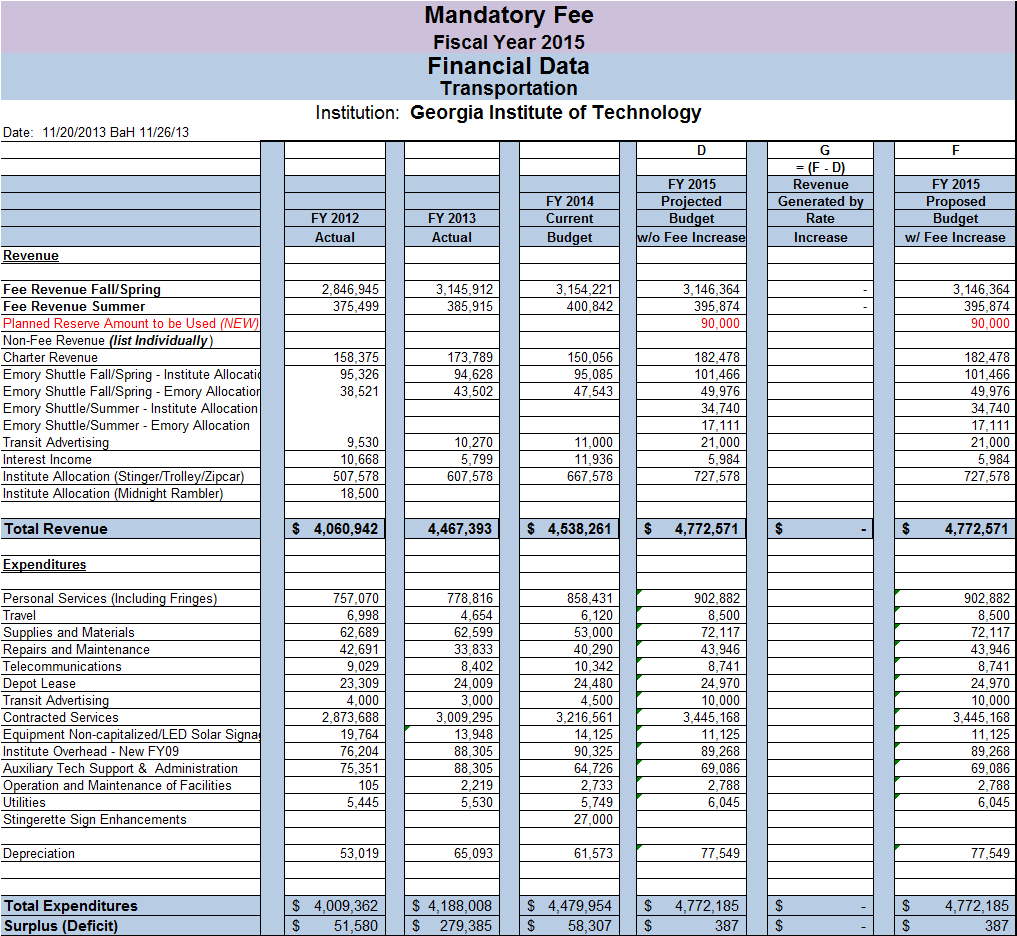 Mandatory Fee
Fiscal Year 2015
Financial Data
Transportation
Institution: Georgia Institute of Technology
Date: 11/20/2013 BaH 11/26/13
D G F
= (F - D)
FY 2015 Revenue FY 2015
FY 2014 Projected Generated by Proposed
FY 2012 FY 2013 Current Budget Rate Budget
Actual Actual Budget w/o Fee Increase Increase w/ Fee Increase
Revenue
Fee Revenue Fall/Spring 2,846,945 3,145,912 3,154,221 3,146,364 - 3,146,364
Fee Revenue Summer 375,499 385,915 400,842 395,874 - 395,874
Planned Reserve Amount to be Used (NEW) 90,000 90,000
Non-Fee Revenue (list Individually)
Charter Revenue 158,375 173,789 150,056 182,478 182,478
Emory Shuttle Fall/Spring - Institute Allocatio 95,326 94,628 95,085 101,466 101,466
Emory Shuttle Fall/Spring - Emory Allocation 38,521 43,502 47,543 49,976 49,976
Emory Shuttle/Summer - Institute Allocation 34,740 34,740
Emory Shuttle/Summer - Emory Allocation 17,111 17,111
Transit Advertising 9,530 10,270 11,000 21,000 21,000
Interest Income 10,668 5,799 11,936 5,984 5,984
Institute Allocation (Stinger/Trolley/Zipcar) 507,578 607,578 667,578 727,578 727,578
Institute Allocation (Midnight Rambler) 18,500
Total Revenue $ 4,060,942 4,467,393 $ 4,538,261 $ 4,772,571 $ - $ 4,772,571
Expenditures
Personal Services (Including Fringes) 757,070 778,816 858,431 902,882 902,882
Travel 6,998 4,654 6,120 8,500 8,500
Supplies and Materials 62,689 62,599 53,000 72,117 72,117
Repairs and Maintenance 42,691 33,833 40,290 43,946 43,946
Telecommunications 9,029 8,402 10,342 8,741 8,741
Depot Lease 23,309 24,009 24,480 24,970 24,970
Transit Advertising 4,000 3,000 4,500 10,000 10,000
Contracted Services 2,873,688 3,009,295 3,216,561 3,445,168 3,445,168
Equipment Non-capitalized/LED Solar Signag 19,764 13,948 14,125 11,125 11,125
Institute Overhead - New FY09 76,204 88,305 90,325 89,268 89,268
Auxiliary Tech Support & Administration 75,351 88,305 64,726 69,086 69,086
Operation and Maintenance of Facilities 105 2,219 2,733 2,788 2,788
Utilities 5,445 5,530 5,749 6,045 6,045
Stingerette Sign Enhancements 27,000
Depreciation 53,019 65,093 61,573 77,549 77,549
Total Expenditures $ 4,009,362 $ 4,188,008 $ 4,479,954 $ 4,772,185 $ - $ 4,772,185
Surplus (Deficit) $ 51,580 $ 279,385 $ 58,307 $ 387 $ - $ 387